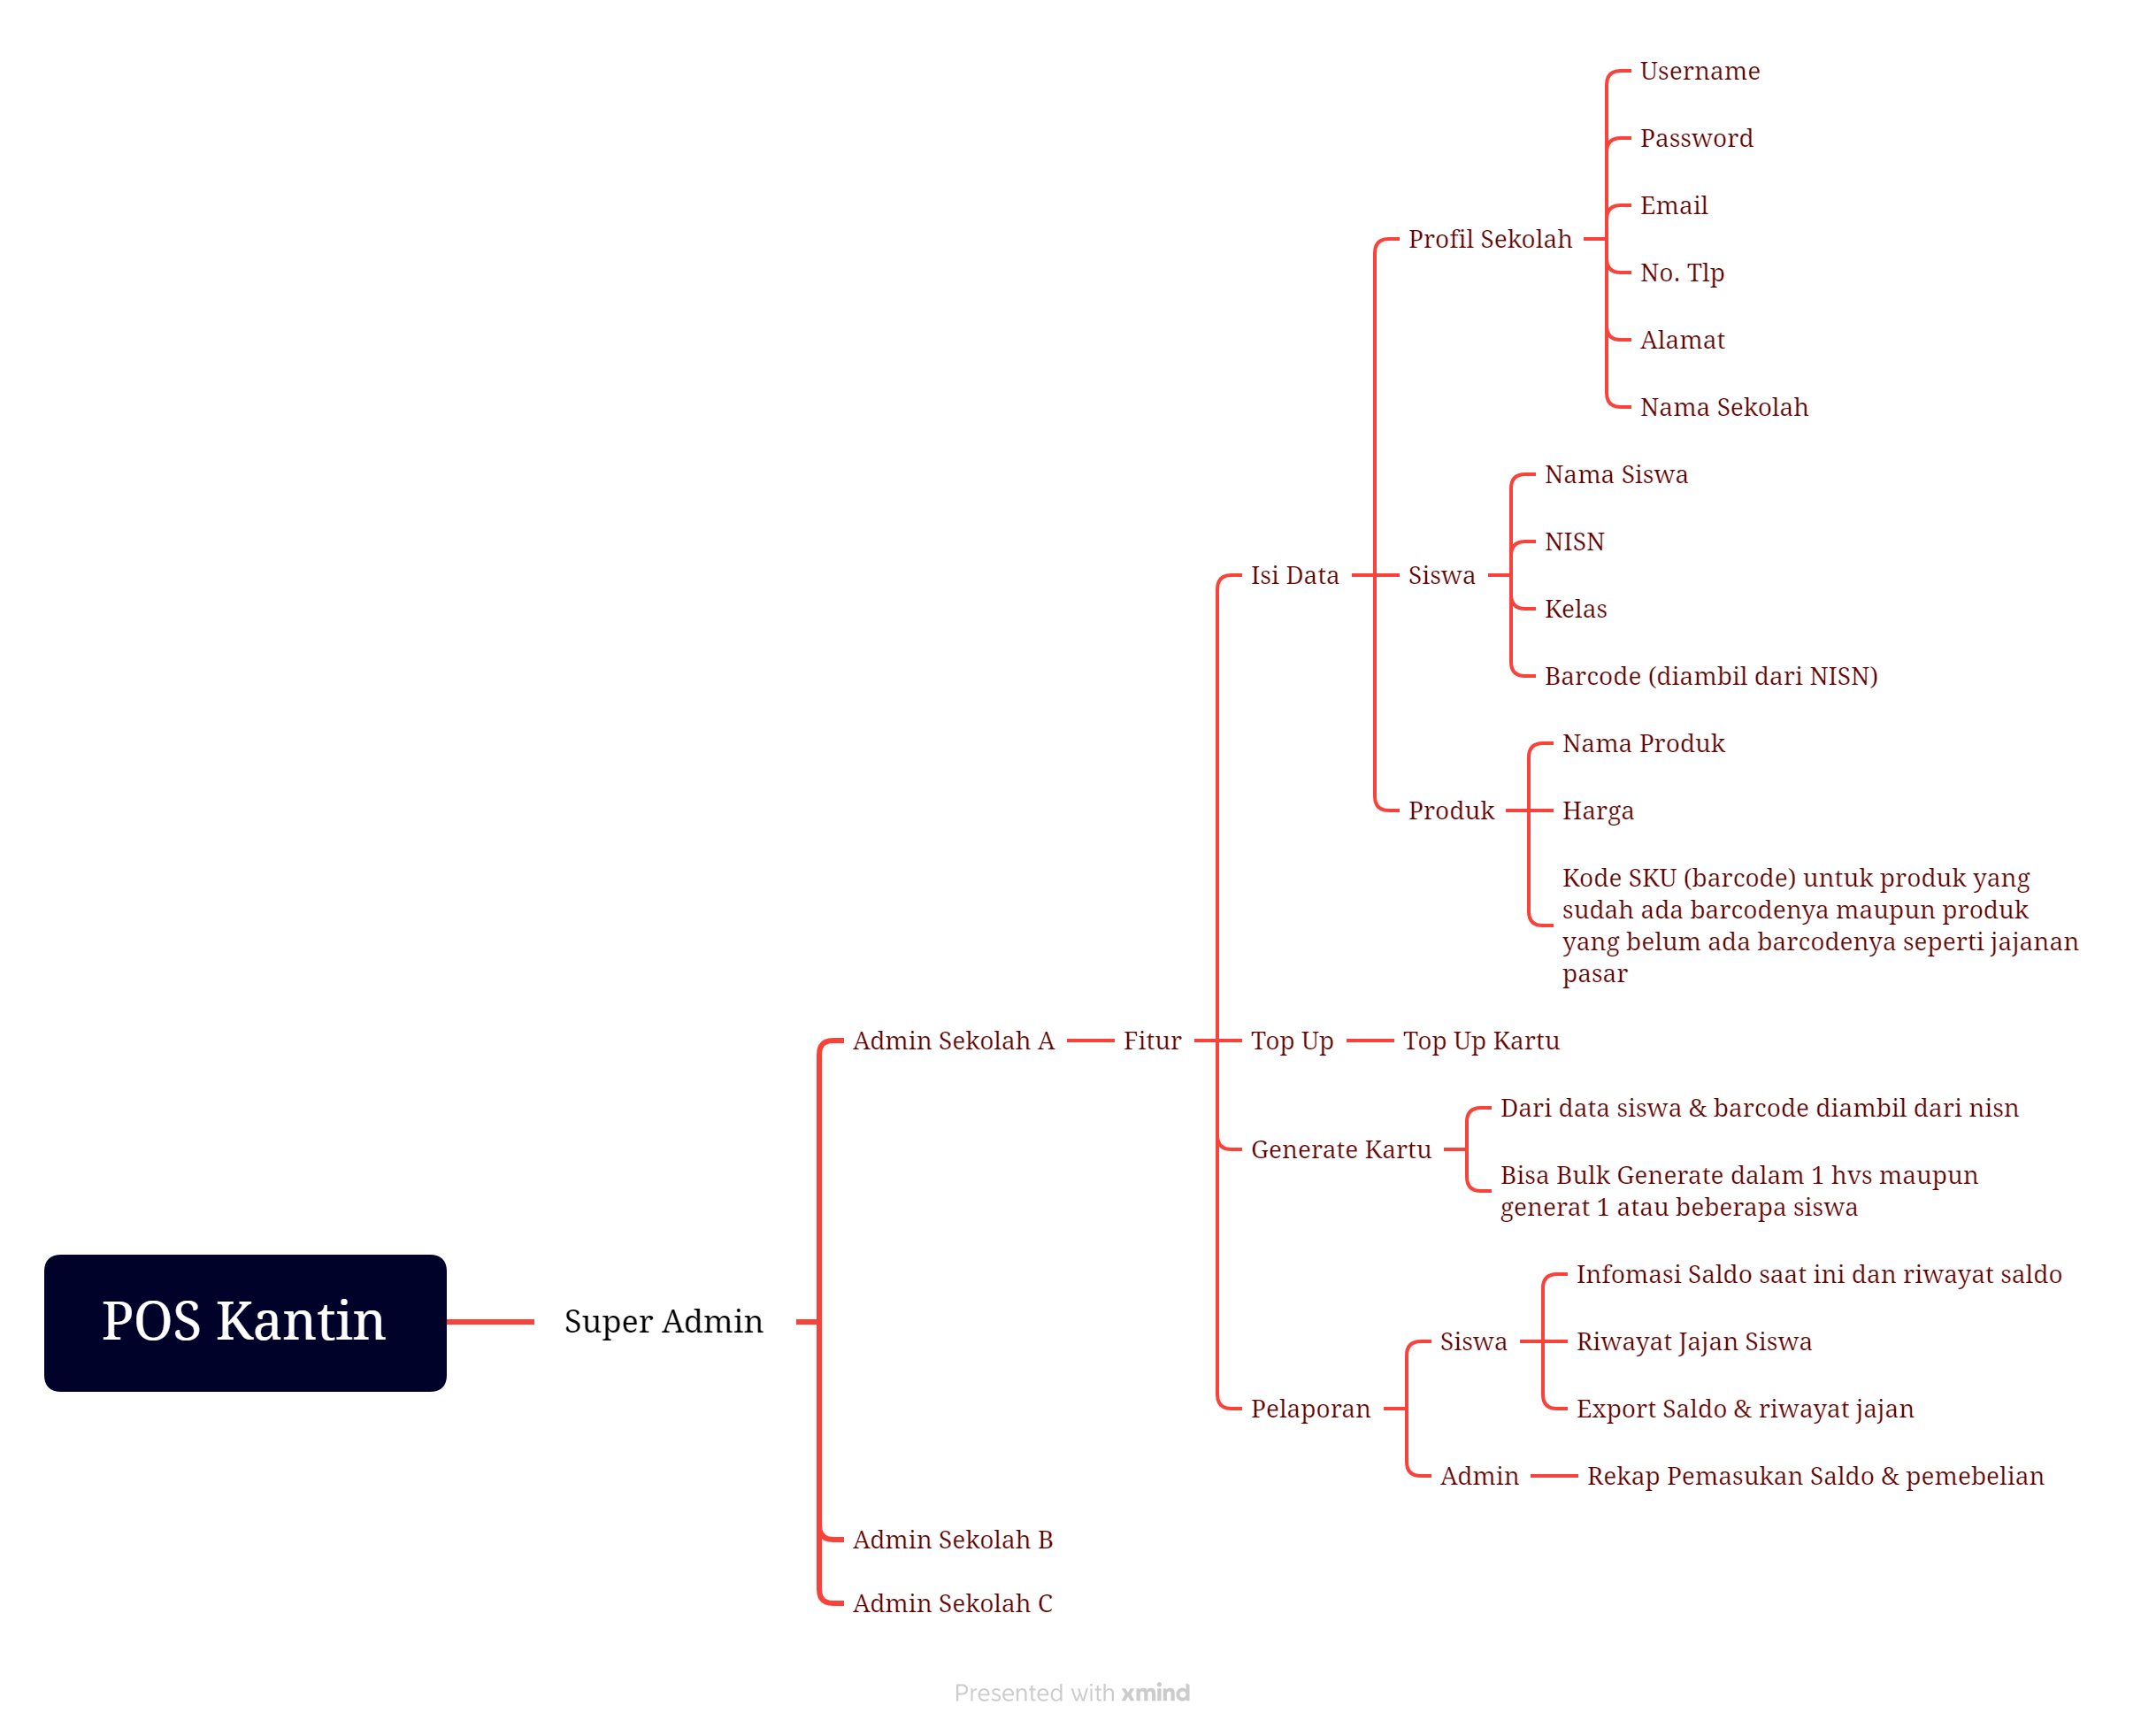 Username
Password
Email
Profil Sekolah
No. Tlp
Alamat
Nama Sekolah
Nama Siswa
NISN
Isi Data
Siswa
Kelas
Barcode (diambil dari NISN)
Nama Produk
Produk
Harga
Kode SKU (barcode) untuk produk yang
sudah ada barcodenya maupun produk
yang belum ada barcodenya seperti jajanan
pasar
Admin Sekolah A
Fitur
Top Up
Top Up Kartu
Dari data siswa & barcode diambil dari nisn
Generate Kartu
Bisa Bulk Generate dalam 1 hvs maupun
generat 1 atau beberapa siswa
Infomasi Saldo saat ini dan riwayat saldo
POS Kantin
Super Admin
Siswa
Riwayat Jajan Siswa
Pelaporan
Export Saldo & riwayat jajan
Admin
Rekap Pemasukan Saldo & pemebelian
Admin Sekolah B
Admin Sekolah C
Presented with xmind